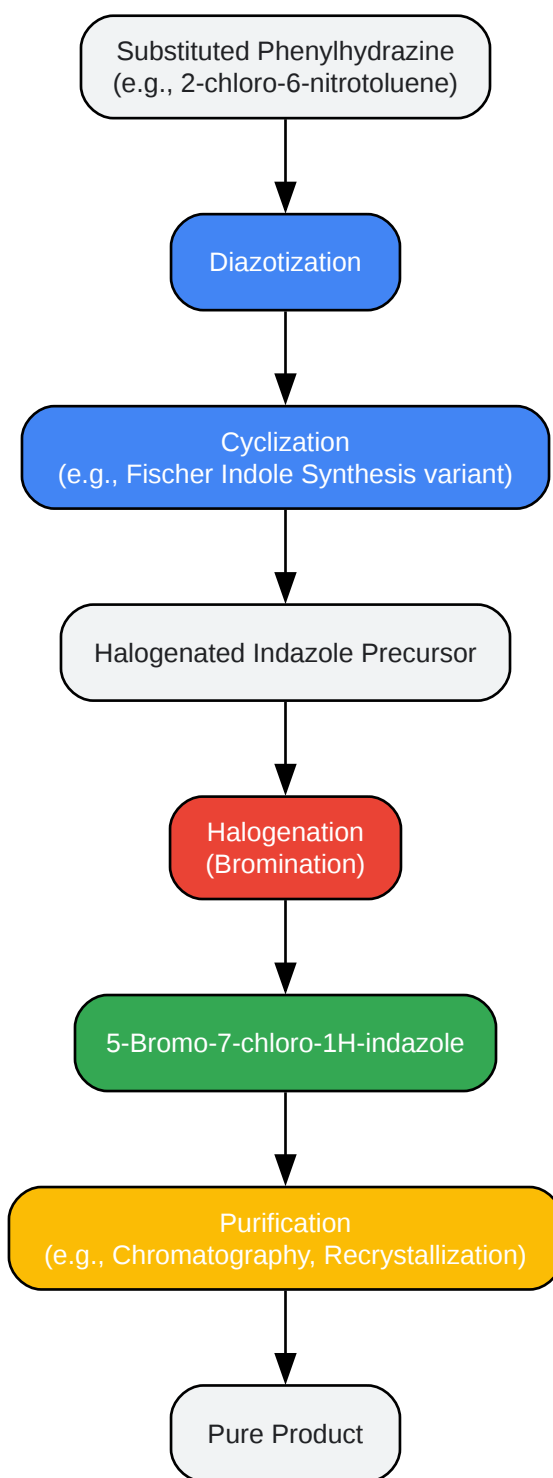 Substituted Phenylhydrazine
(e.g., 2-chloro-6-nitrotoluene)
Diazotization
Cyclization
(e.g., Fischer Indole Synthesis variant)
Halogenated Indazole Precursor
Halogenation
(Bromination)
5-Bromo-7-chloro-1H-indazole
Purification
(e.g., Chromatography, Recrystallization)
Pure Product